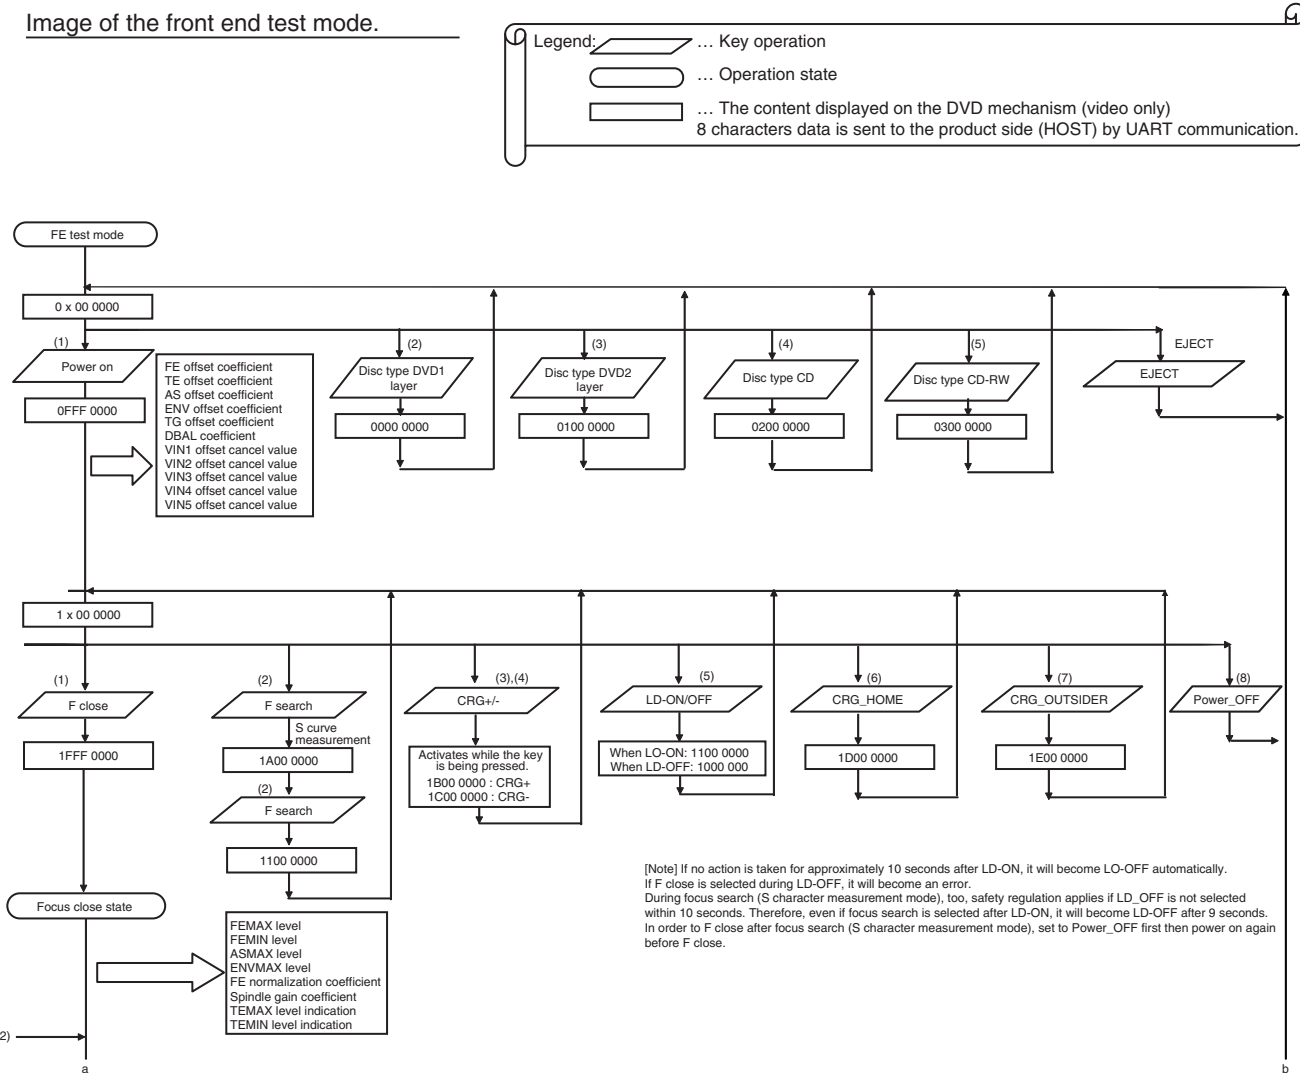 Image of the front end test mode.
Legend:
... Key operation
... Operation state
... The content displayed on the DVD mechanism (video only)
8 characters data is sent to the product side (HOST) by UART communication.
FE test mode
0 x 00 0000
(1)
Power on
0FFF 0000
FE offset coefficient
TE offset coefficient
AS offset coefficient
ENV offset coefficient
TG offset coefficient
DBAL coefficient
VIN1 offset cancel value
VIN2 offset cancel value
VIN3 offset cancel value
VIN4 offset cancel value
VIN5 offset cancel value
(2)
Disc type DVD1
layer
0000 0000
(3)
Disc type DVD2
layer
0100 0000
(4)
Disc type CD
0200 0000
(5)
Disc type CD-RW
0300 0000
EJECT
EJECT
1 x 00 0000
(1)
F close
1FFF 0000
(2)
F search
S curve
measurement
1A00 0000
(2)
F search
1100 0000
(3),(4)
CRG+/-
Activates while the key
is being pressed.
1B00 0000 : CRG+
1C00 0000 : CRG-
(5)
LD-ON/OFF
When LO-ON: 1100 0000
When LD-OFF: 1000 000
(6)
CRG_HOME
1D00 0000
(7)
CRG_OUTSIDER
1E00 0000
(8)
Power_OFF
[Note] If no action is taken for approximately 10 seconds after LD-ON, it will become LO-OFF automatically.
If F close is selected during LD-OFF, it will become an error.
During focus search (S character measurement mode), too, safety regulation applies if LD_OFF is not selected
within 10 seconds. Therefore, even if focus search is selected after LD-ON, it will become LD-OFF after 9 seconds.
In order to F close after focus search (S character measurement mode), set to Power_OFF first then power on again
before F close.
Focus close state
FEMAX level
FEMIN level
ASMAX level
ENVMAX level
FE normalization coefficient
Spindle gain coefficient
TEMAX level indication
TEMIN level indication
2)
a
b